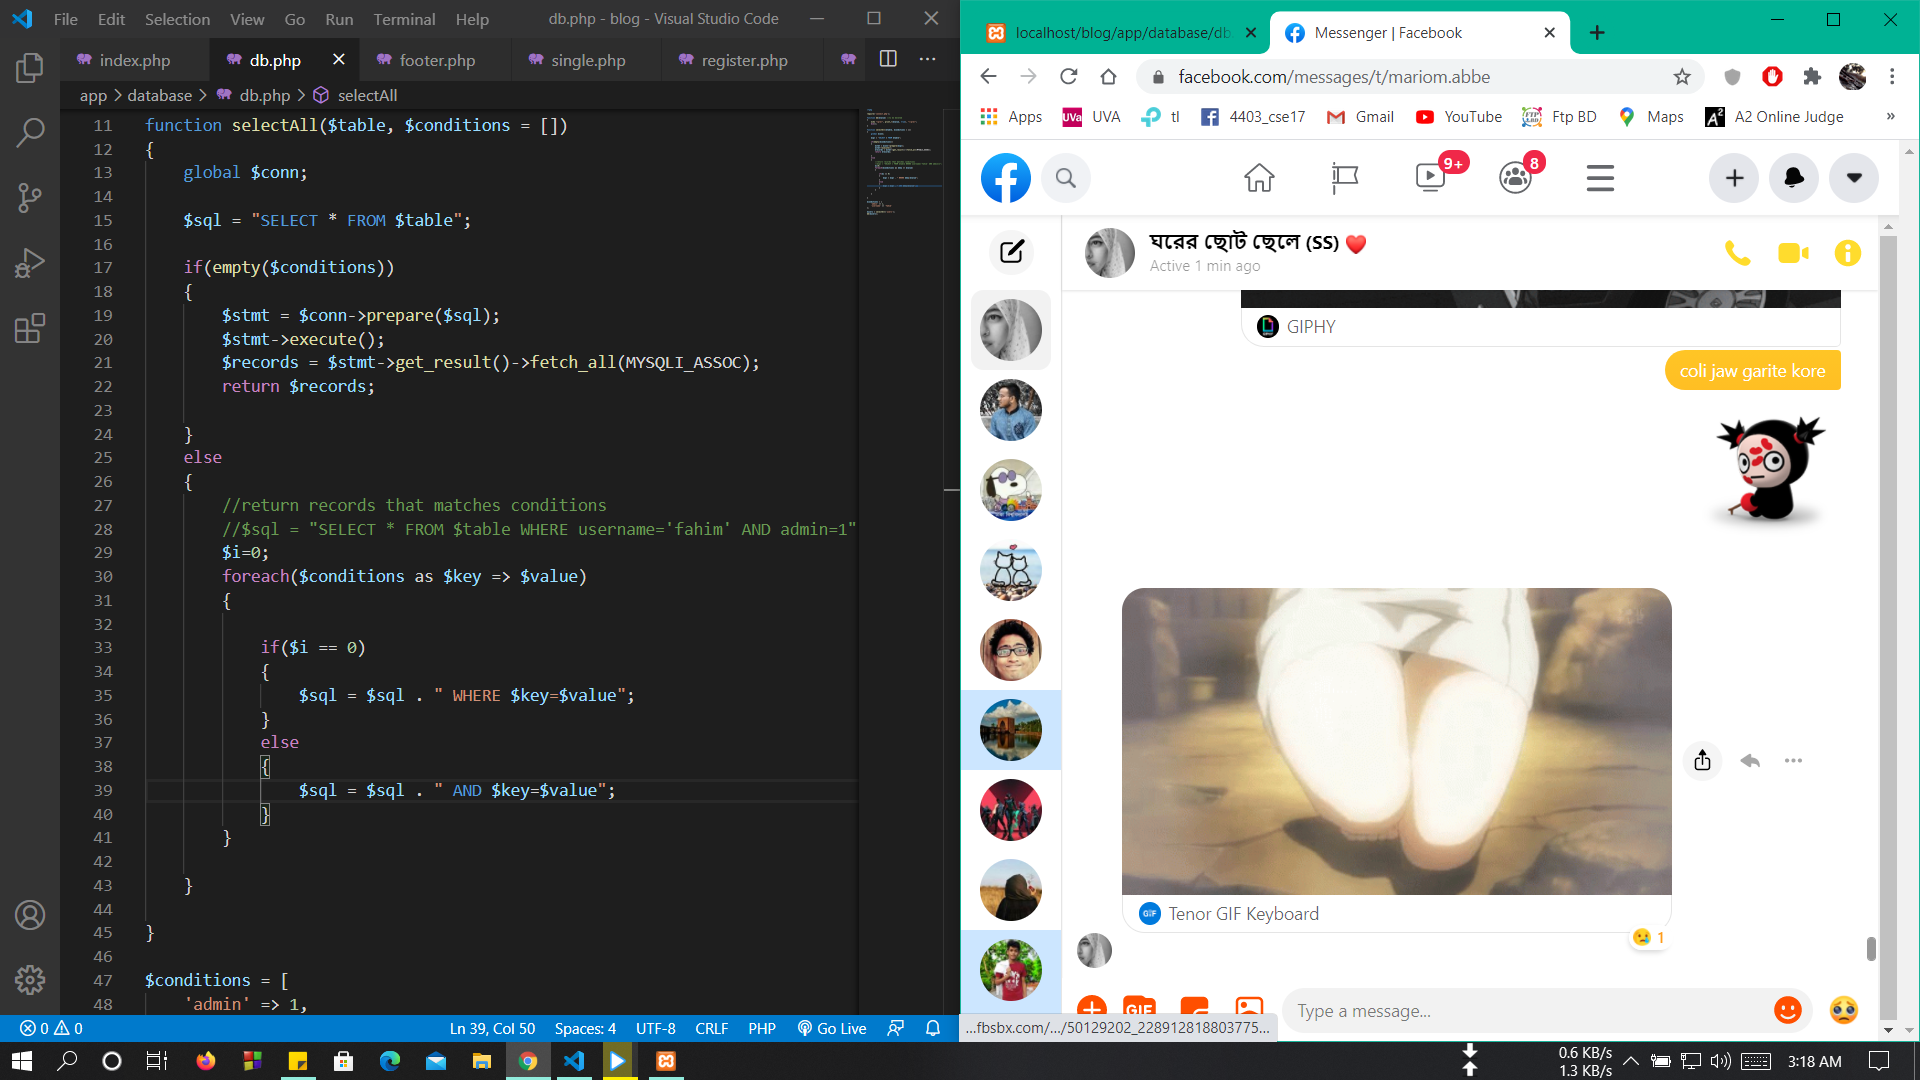 File Edit Selection View Go Run Terminal Help db.php - blog - Visual Studio Code
index.php db.php footer.php single.php register.php
app > database > db.php > selectAll
11 function selectAll($table, $conditions = [])
12 {
13 global $conn;
14
15 $sql = "SELECT * FROM $table";
16
17 if(empty($conditions))
18 {
19 $stmt = $conn->prepare($sql);
20 $stmt->execute();
21 $records = $stmt->get_result()->fetch_all(MYSQLI_ASSOC);
22 return $records;
23
24 }
25 else
26 {
27 //return records that matches conditions
28 //$sql = "SELECT * FROM $table WHERE username='fahim' AND admin=1"
29 $i=0;
30 foreach($conditions as $key => $value)
31 {
32
33 if($i == 0)
34 {
35 $sql = $sql . " WHERE $key=$value";
36 }
37 else
38 {
39 $sql = $sql . " AND $key=$value";
40 }
41 }
42
43 }
44
45 }
46
47 $conditions = [
48 'admin' => 1,
0 0 Ln 39, Col 50 Spaces: 4 UTF-8 CRLF PHP Go Live
localhost/blog/app/database/db Messenger | Facebook
facebook.com/messages/t/mariom.abbe
Apps UVa UVA tl 4403_cse17 Gmail YouTube Ftp BD Maps A2 A2 Online Judge »
9+ 8
ঘরের ছোট ছেলে (SS) ❤️
Active 1 min ago
GIPHY
coli jaw garite kore
GIF Tenor GIF Keyboard
1
GIF Type a message...
...fbsbx.com/.../50129202_228912818803775...
0.6 KB/s
1.3 KB/s
3:18 AM